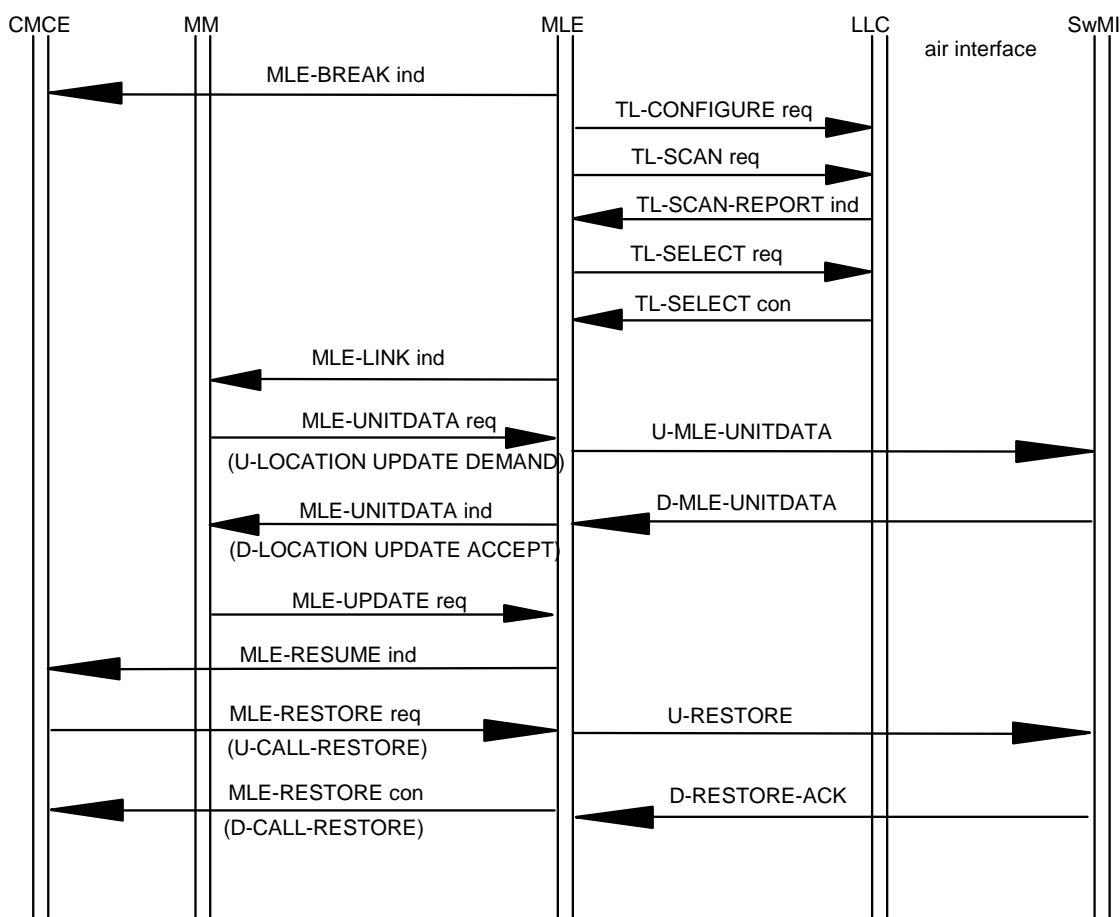 CMCE MM MLE LLC SwMI
air interface
MLE-BREAK ind
TL-CONFIGURE req
TL-SCAN req
TL-SCAN-REPORT ind
TL-SELECT req
TL-SELECT con
MLE-LINK ind
MLE-UNITDATA req
U-MLE-UNITDATA
(U-LOCATION UPDATE DEMAND)
MLE-UNITDATA ind
D-MLE-UNITDATA
(D-LOCATION UPDATE ACCEPT)
MLE-UPDATE req
MLE-RESUME ind
MLE-RESTORE req
U-RESTORE
(U-CALL-RESTORE)
MLE-RESTORE con
D-RESTORE-ACK
(D-CALL-RESTORE)